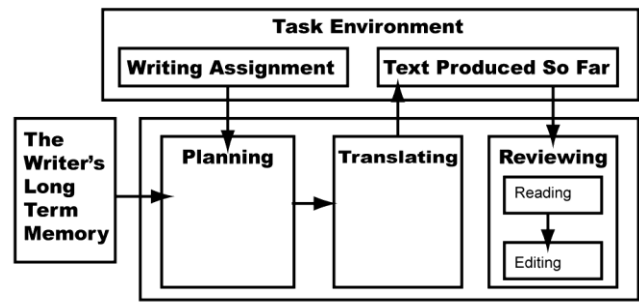 Task Environment
Writing Assignment
Text Produced So Far
The
Writer's
Long
Term
Memory
Planning
Translating
Reviewing
Reading
Editing